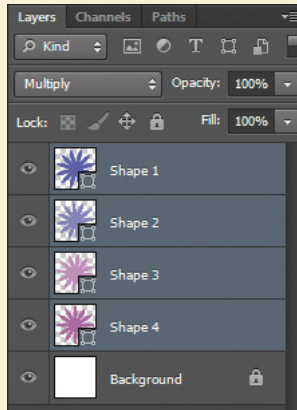 Layers Channels Paths
Kind
Multiply Opacity: 100%
Lock: Fill: 100%
Shape 1
Shape 2
Shape 3
Shape 4
Background